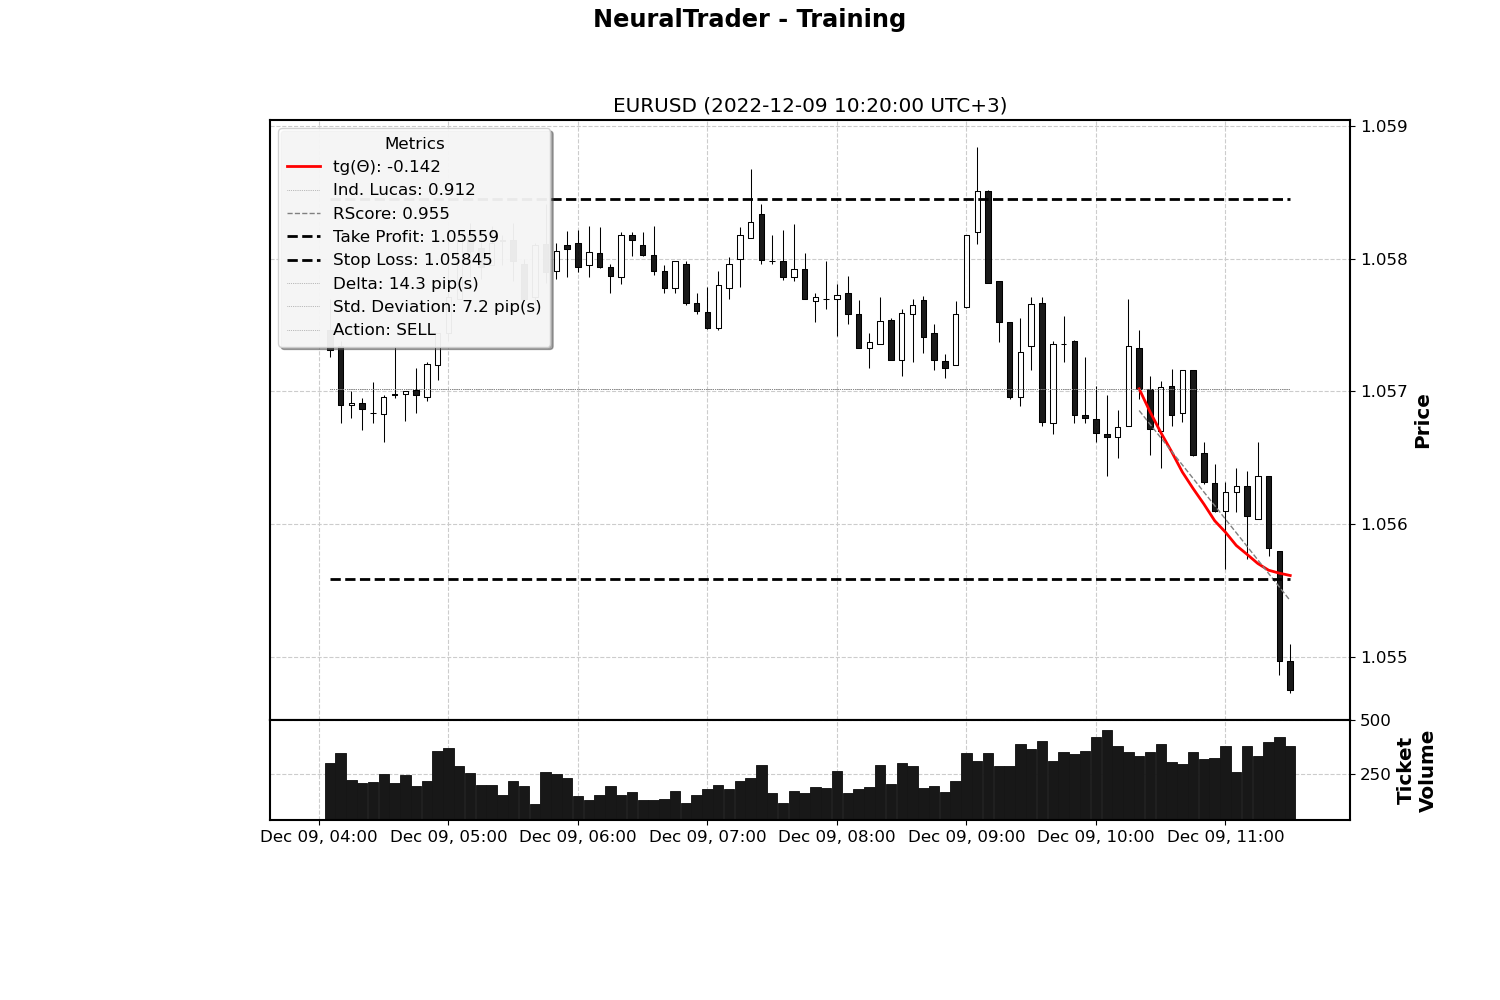 NeuralTrader - Training
EURUSD (2022-12-09 10:20:00 UTC+3)
Metrics
tg(Θ): -0.142
Ind. Lucas: 0.912
RScore: 0.955
Take Profit: 1.05559
Stop Loss: 1.05845
Delta: 14.3 pip(s)
Std. Deviation: 7.2 pip(s)
Action: SELL
1.059
1.058
1.057
1.056
1.055
Price
500
250
Ticket
Volume
Dec 09, 04:00
Dec 09, 05:00
Dec 09, 06:00
Dec 09, 07:00
Dec 09, 08:00
Dec 09, 09:00
Dec 09, 10:00
Dec 09, 11:00